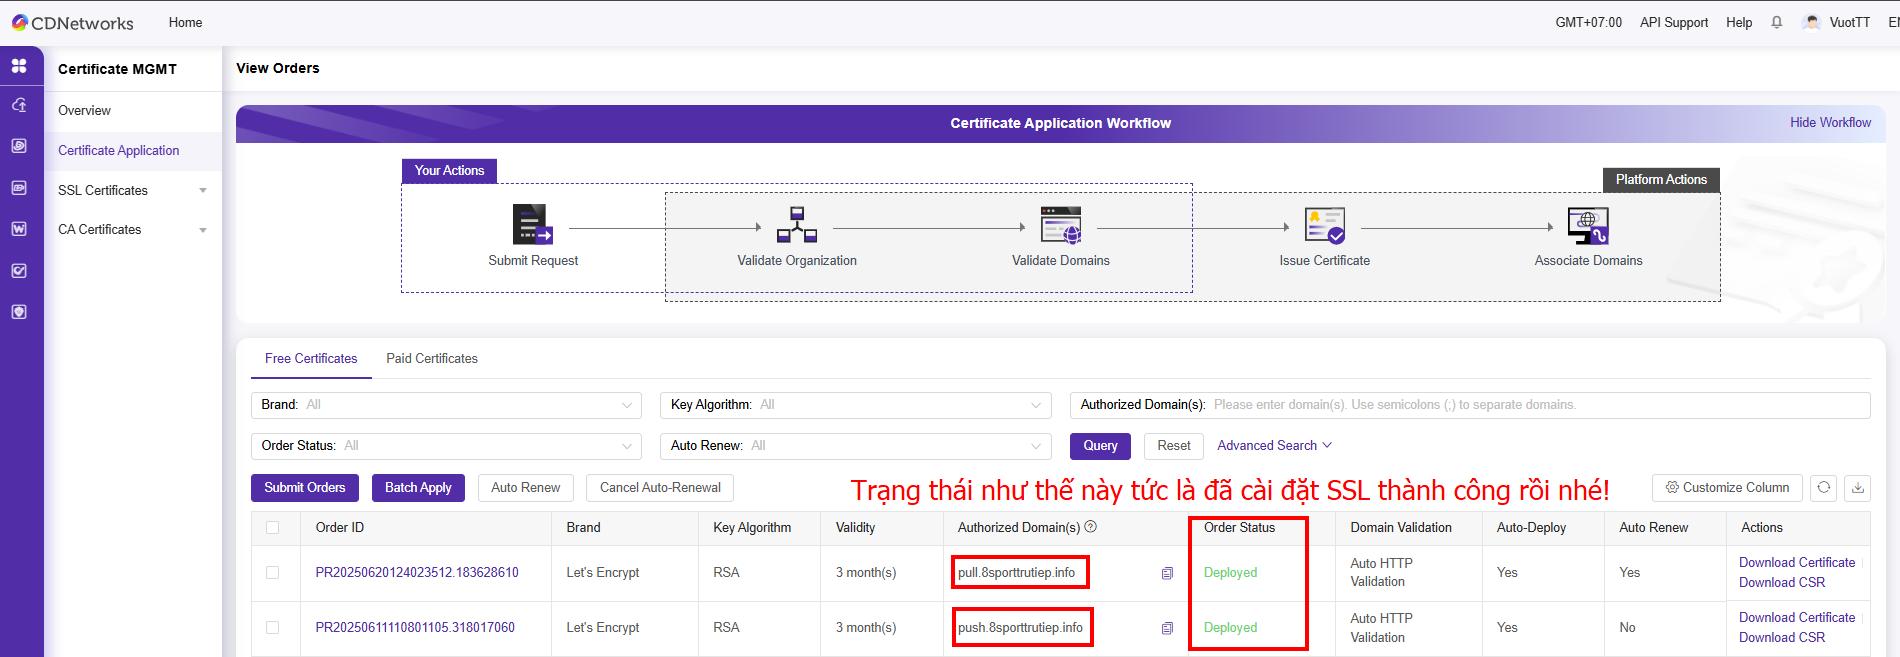 CDNetworks
Home
GMT+07:00 API Support Help VuotTT
Certificate MGMT
Overview
Certificate Application
SSL Certificates
CA Certificates
View Orders
Certificate Application Workflow
Hide Workflow
Your Actions
Platform Actions
Submit Request
Validate Organization
Validate Domains
Issue Certificate
Associate Domains
Free Certificates Paid Certificates
Brand: All
Key Algorithm: All
Authorized Domain(s): Please enter domain(s). Use semicolons (;) to separate domains.
Order Status: All
Auto Renew: All
Query Reset Advanced Search
Submit Orders Batch Apply Auto Renew Cancel Auto-Renewal
Trạng thái như thế này tức là đã cài đặt SSL thành công rồi nhé!
Customize Column
Order ID Brand Key Algorithm Validity Authorized Domain(s) Order Status Domain Validation Auto-Deploy Auto Renew Actions
PR20250620124023512.183628610 Let's Encrypt RSA 3 month(s) pull.8sporttrutiep.info Deployed Auto HTTP Validation Yes Yes Download Certificate
Download CSR
PR20250611110801105.318017060 Let's Encrypt RSA 3 month(s) push.8sporttrutiep.info Deployed Auto HTTP Validation Yes No Download Certificate
Download CSR